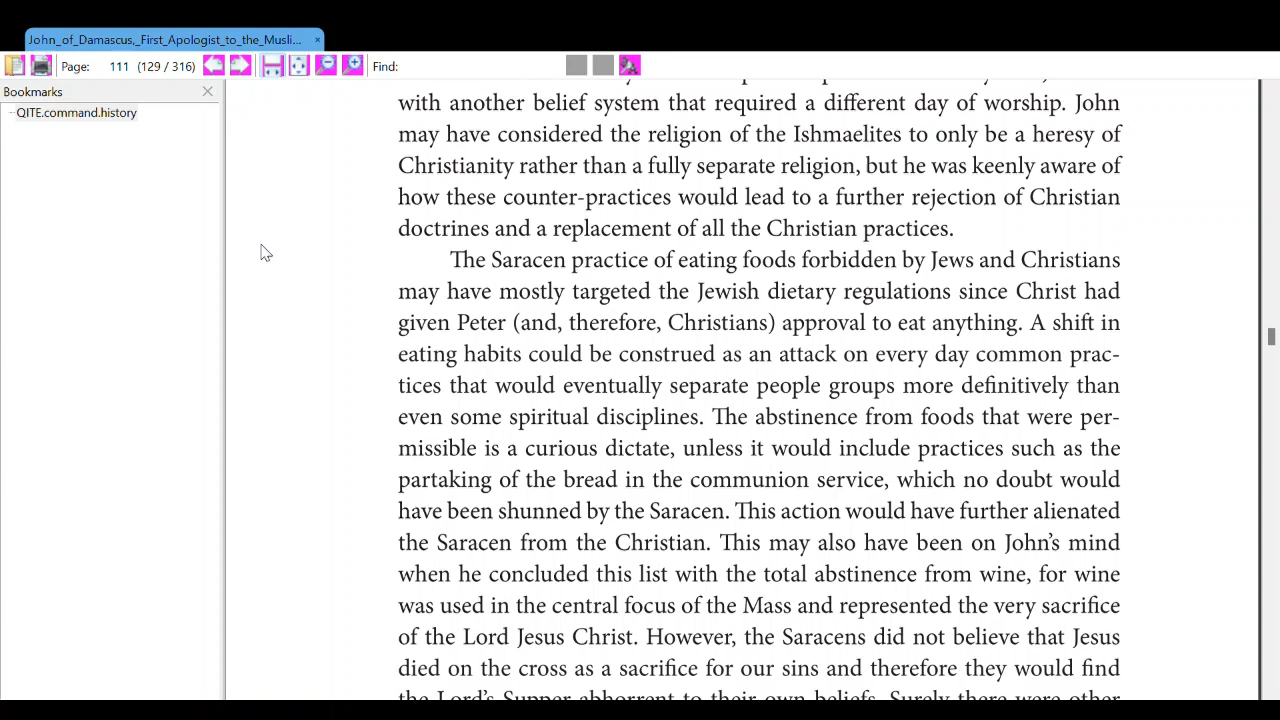 John_of_Damascus,_First_Apologist_to_the_Musli...
Page: 111 (129 / 316) Find:
Bookmarks
QITE.command.history
with another belief system that required a different day of worship. John
may have considered the religion of the Ishmaelites to only be a heresy of
Christianity rather than a fully separate religion, but he was keenly aware of
how these counter-practices would lead to a further rejection of Christian
doctrines and a replacement of all the Christian practices.
The Saracen practice of eating foods forbidden by Jews and Christians
may have mostly targeted the Jewish dietary regulations since Christ had
given Peter (and, therefore, Christians) approval to eat anything. A shift in
eating habits could be construed as an attack on every day common prac-
tices that would eventually separate people groups more definitively than
even some spiritual disciplines. The abstinence from foods that were per-
missible is a curious dictate, unless it would include practices such as the
partaking of the bread in the communion service, which no doubt would
have been shunned by the Saracen. This action would have further alienated
the Saracen from the Christian. This may also have been on John's mind
when he concluded this list with the total abstinence from wine, for wine
was used in the central focus of the Mass and represented the very sacrifice
of the Lord Jesus Christ. However, the Saracens did not believe that Jesus
died on the cross as a sacrifice for our sins and therefore they would find
the Lord's Supper abhorrent to their own beliefs. Surely there were other